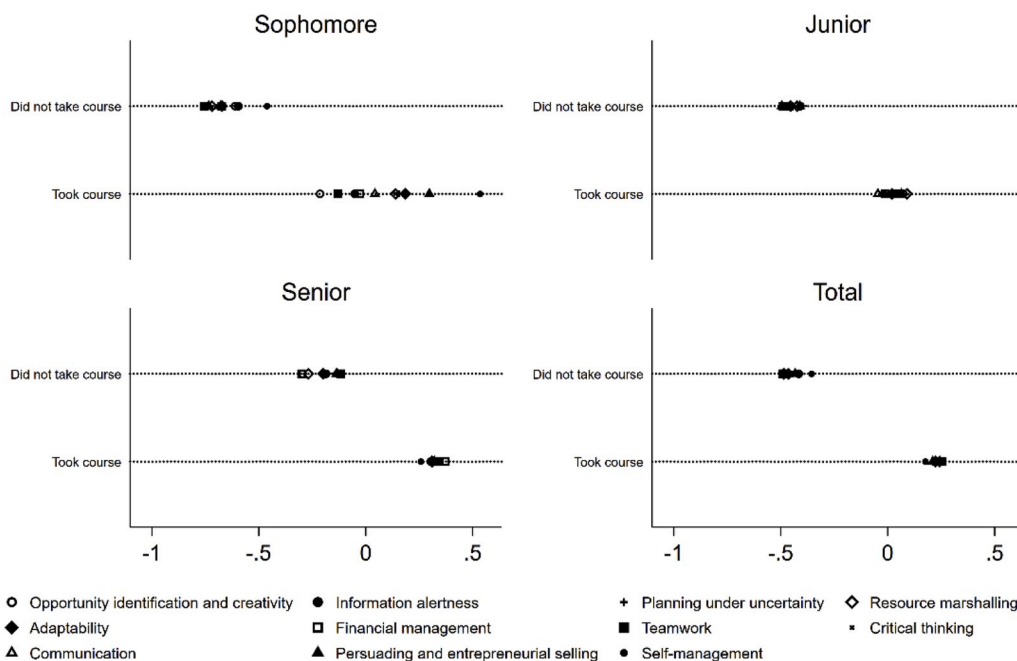 Sophomore
Junior
Did not take course
Did not take course
Took course
Took course
Senior
Total
Did not take course
Did not take course
Took course
Took course
-1 -.5 0 .5
-1 -.5 0 .5
Opportunity identification and creativity
Information alertness
Planning under uncertainty
Resource marshalling
Adaptability
Financial management
Teamwork
Critical thinking
Communication
Persuading and entrepreneurial selling
Self-management